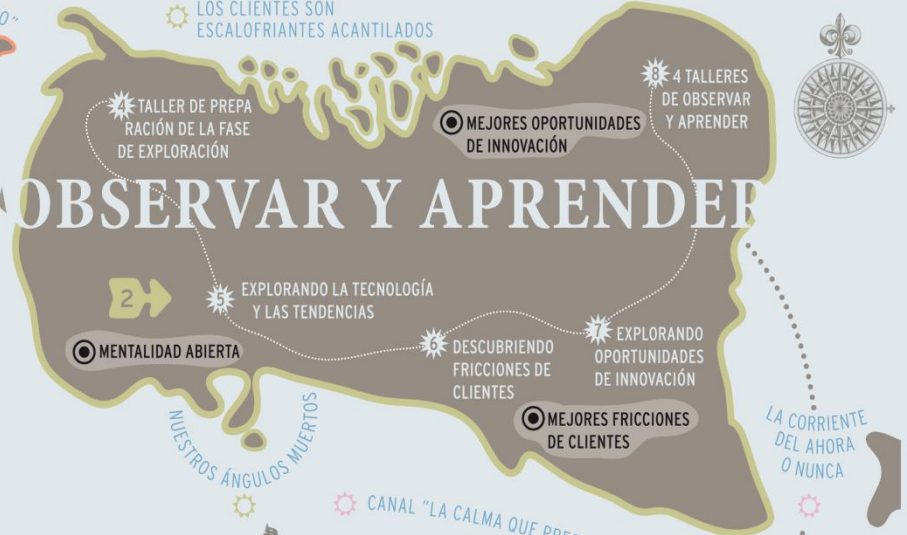 LOS CLIENTES SON
ESCALOFRIANTES ACANTILADOS
4 TALLER DE PREPA
RACIÓN DE LA FASE
DE EXPLORACIÓN
MEJORES OPORTUNIDADES
DE INNOVACIÓN
8 4 TALLERES
DE OBSERVAR
Y APRENDER
OBSERVAR Y APRENDER
2
5 EXPLORANDO LA TECNOLOGÍA
Y LAS TENDENCIAS
MENTALIDAD ABIERTA
6 DESCUBRIENDO
FRICCIONES DE
CLIENTES
7 EXPLORANDO
OPORTUNIDADES
DE INNOVACIÓN
MEJORES FRICCIONES
DE CLIENTES
NUESTROS ÁNGULOS MUERTOS
LA CORRIENTE
DEL AHORA
O NUNCA
CANAL "LA CALMA QUE